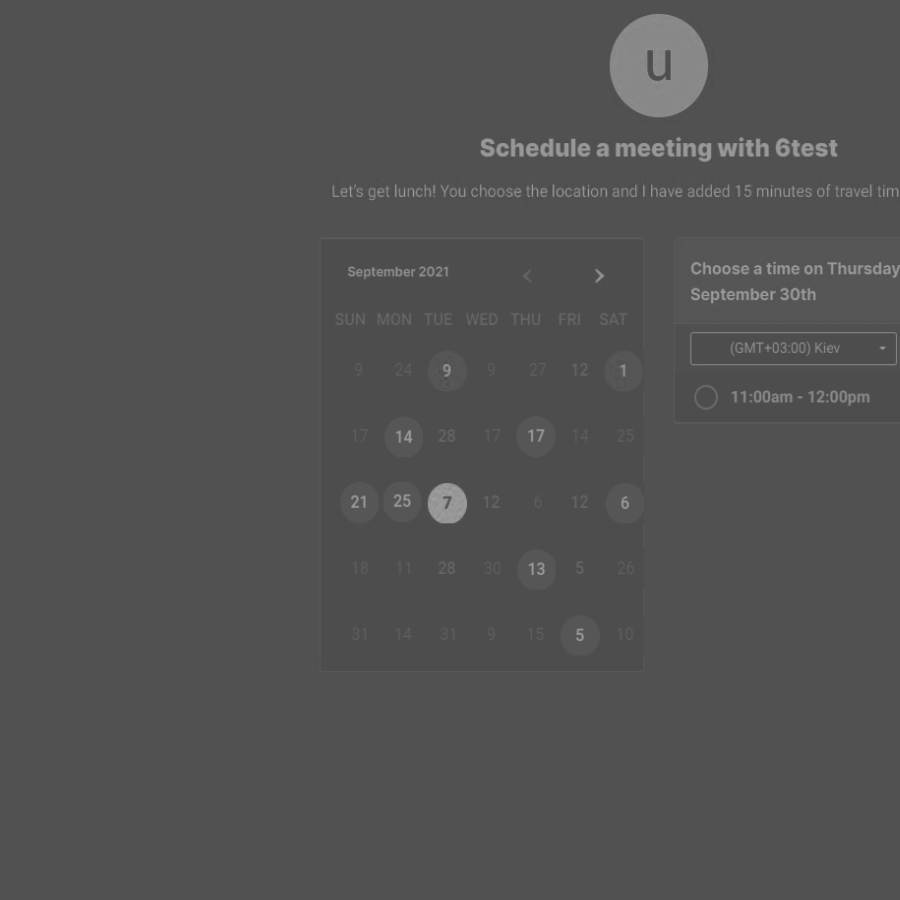 u
Schedule a meeting with 6test
Let's get lunch! You choose the location and I have added 15 minutes of travel tim
September 2021
SUN MON TUE WED THU FRI SAT
9 24 9 9 27 12 1
17 14 28 17 17 14 25
21 25 7 12 6 12 6
18 11 28 30 13 5 26
31 14 31 9 15 5 10
Choose a time on Thursday
September 30th
(GMT+03:00) Kiev
11:00am - 12:00pm